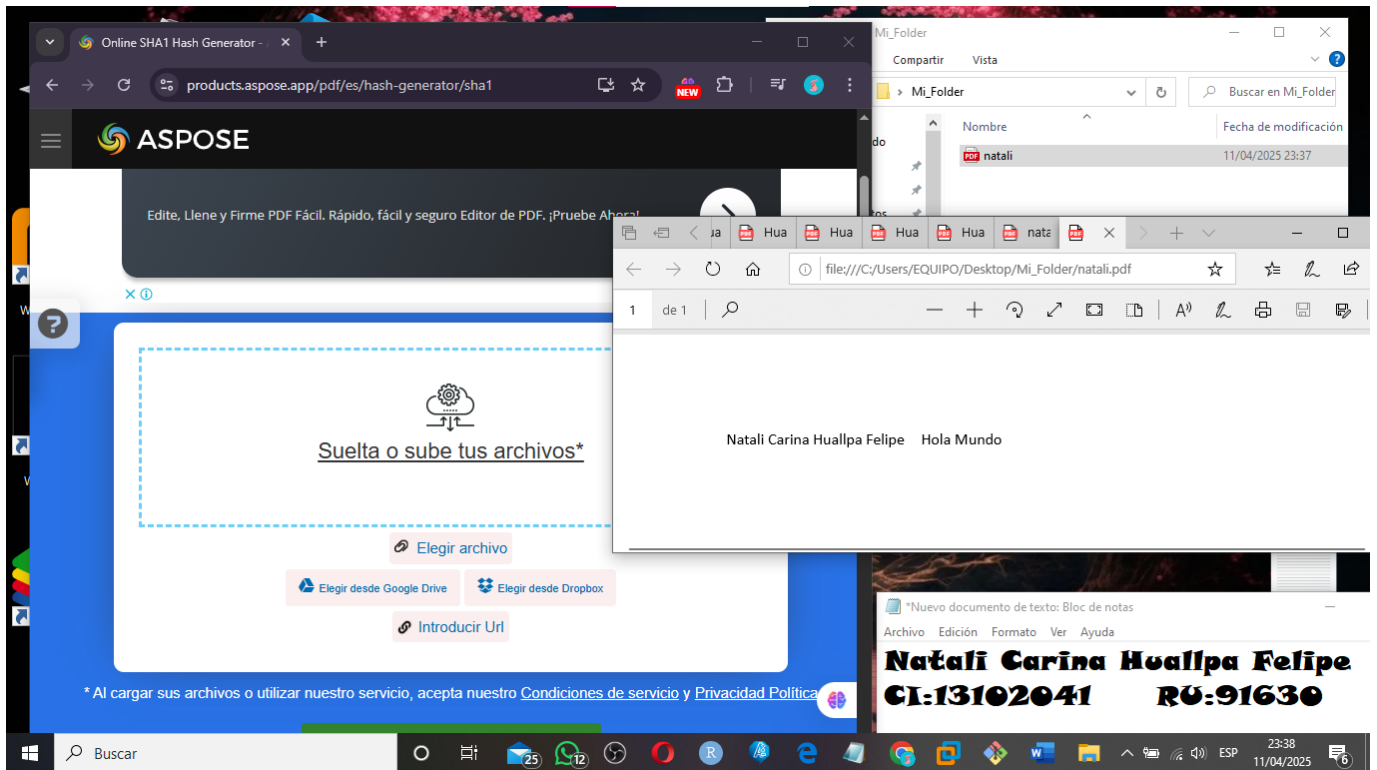 Online SHA1 Hash Generator -
products.aspose.app/pdf/es/hash-generator/sha1
NEW
ASPOSE
Edite, Llene y Firme PDF Fácil. Rápido, fácil y seguro Editor de PDF. ¡Pruebe Ahora!
Suelta o sube tus archivos*
Elegir archivo
Elegir desde Google Drive
Elegir desde Dropbox
Introducir Url
* Al cargar sus archivos o utilizar nuestro servicio, acepta nuestro Condiciones de servicio y Privacidad Política
Mi_Folder
Compartir Vista
Mi_Folder
Buscar en Mi_Folder
Nombre Fecha de modificación
PDF natali 11/04/2025 23:37
Hua Hua Hua Hua nata
file:///C:/Users/EQUIPO/Desktop/Mi_Folder/natali.pdf
1 de 1
Natali Carina Huallpa Felipe Hola Mundo
*Nuevo documento de texto: Bloc de notas
Archivo Edición Formato Ver Ayuda
Natali Carina Huallpa Felipe
CI:13102041 RU:91630
Buscar
25
12
R
ESP
23:38
11/04/2025
6